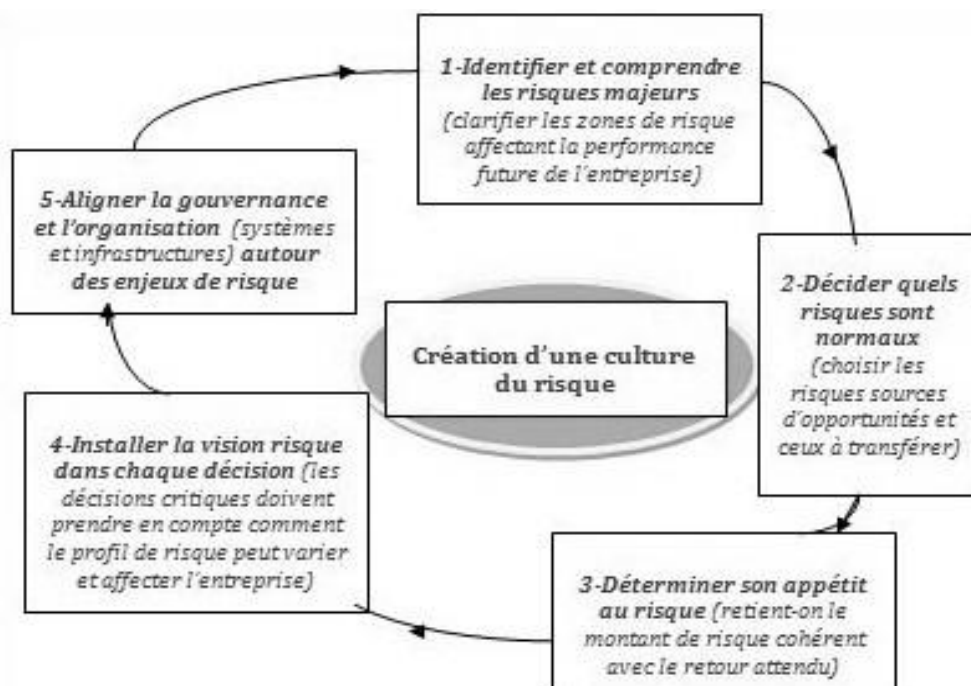 1-Identifier et comprendre
les risques majeurs
(clarifier les zones de risque
affectant la performance
future de l'entreprise)
2-Décider quels
risques sont
normaux
(choisir les
risques sources
d'opportunités et
ceux à transférer)
3-Déterminer son appétit
au risque (retient-on le
montant de risque cohérent
avec le retour attendu)
4-Installer la vision risque
dans chaque décision (les
décisions critiques doivent
prendre en compte comment
le profil de risque peut varier
et affecter l'entreprise)
5-Aligner la gouvernance
et l'organisation (systèmes
et infrastructures) autour
des enjeux de risque
Création d'une culture
du risque